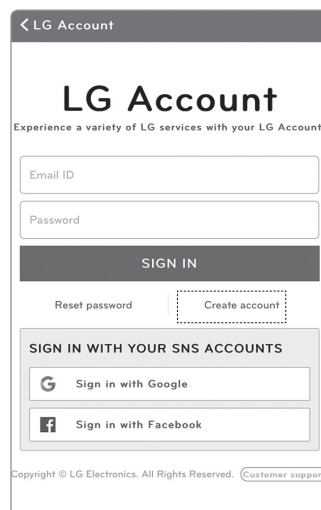 LG Account
LG Account
Experience a variety of LG services with your LG Account
Email ID
Password
SIGN IN
Reset password Create account
SIGN IN WITH YOUR SNS ACCOUNTS
G Sign in with Google
f Sign in with Facebook
Copyright © LG Electronics. All Rights Reserved. Customer suppor